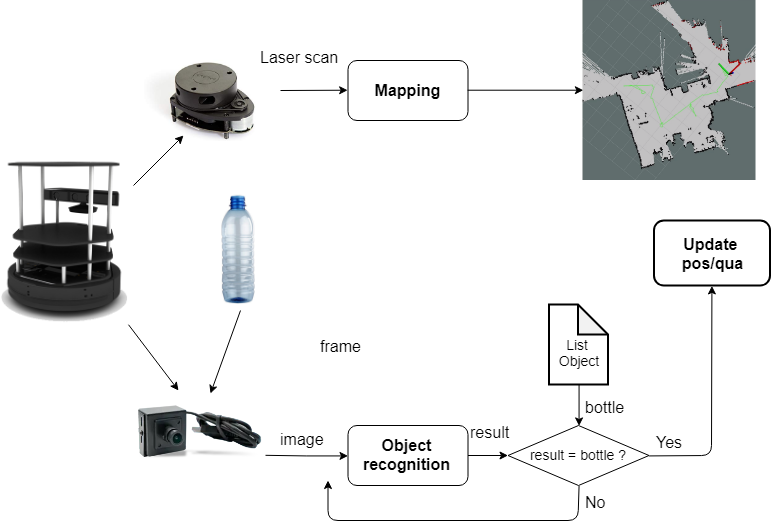 Laser scan
Mapping
Update
pos/qua
frame
List
Object
bottle
image
Object
recognition
result
result = bottle ?
Yes
No